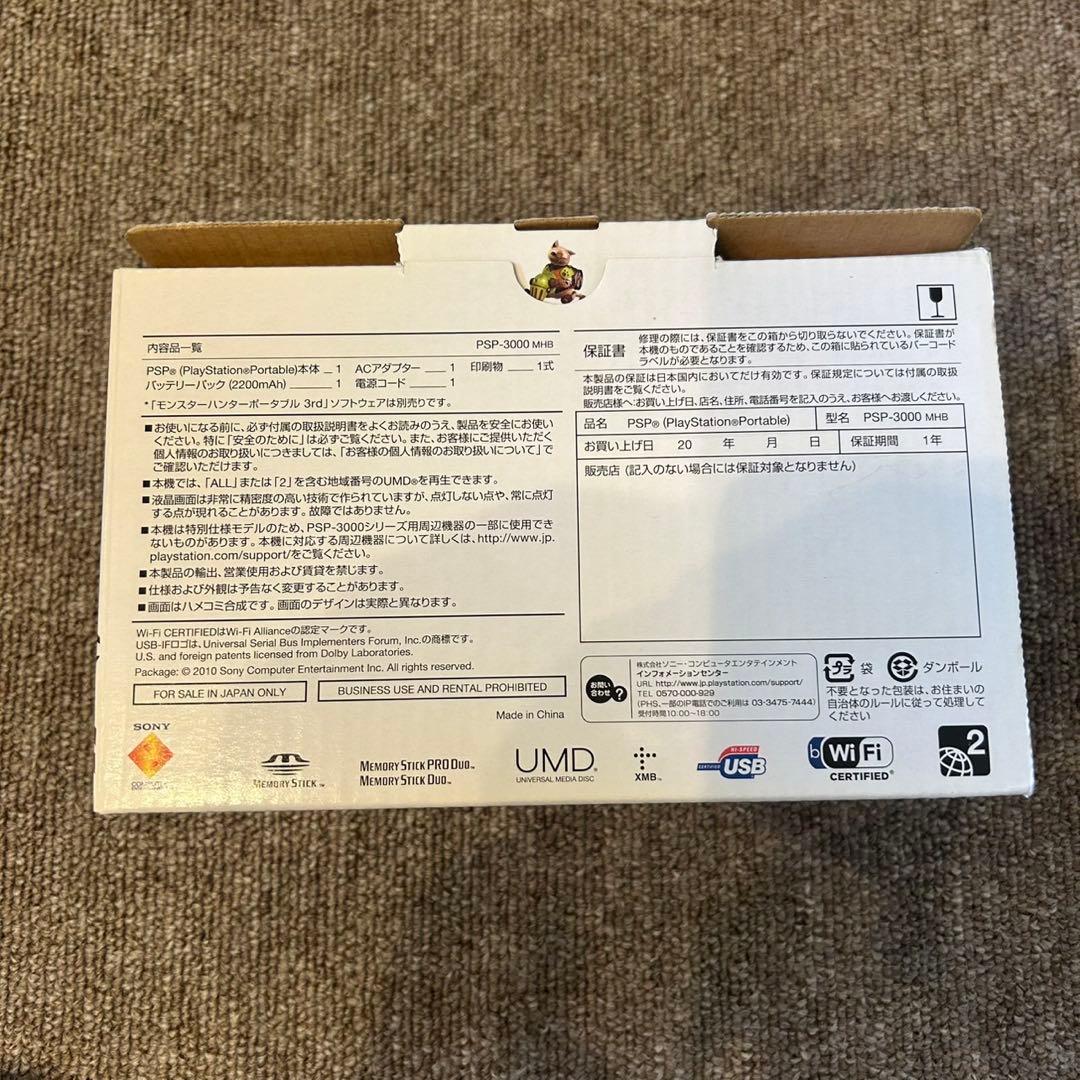 内容品一覧 PSP-3000 MHB
PSP® (PlayStation®Portable)本体 1 ACアダプター 1 印刷物 1式
バッテリーパック (2200mAh) 1 電源コード 1
*「モンスターハンターポータブル 3rd」ソフトウェアは別売りです。
■お使いになる前に、必ず付属の取扱説明書をよくお読みのうえ、製品を安全にお使い
ください。特に「安全のために」は必ずご覧ください。また、お客様にご提供いただく
個人情報のお取り扱いにつきましては、「お客様の個人情報のお取り扱いについて」で
ご確認いただけます。
■本機では、「ALL」または「2」を含む地域番号のUMD®を再生できます。
■液晶画面は非常に精密度の高い技術で作られていますが、点灯しない点や、常に点灯
する点が現れることがあります。故障ではありません。
■本機は特別仕様モデルのため、PSP-3000シリーズ用周辺機器の一部に使用でき
ないものがあります。本機に対応する周辺機器について詳しくは、http://www.jp.
playstation.com/support/をご覧ください。
■本製品の輸出、営業使用および賃貸を禁じます。
■仕様および外観は予告なく変更することがあります。
■画面はハメコミ合成です。画面のデザインは実際と異なります。
Wi-Fi CERTIFIEDはWi-Fi Allianceの認定マークです。
USB-IFロゴは、Universal Serial Bus Implementers Forum, Inc.の商標です。
U.S. and foreign patents licensed from Dolby Laboratories.
Package: © 2010 Sony Computer Entertainment Inc. All rights reserved.
FOR SALE IN JAPAN ONLY
BUSINESS USE AND RENTAL PROHIBITED
Made in China
保証書
修理の際には、保証書をこの箱から切り取らないでください。保証書が
本機のものであることを確認するため、この箱に貼られているバーコード
ラベルが必要となります。
本製品の保証は日本国内においてだけ有効です。保証規定については付属の取扱
説明書をご覧ください。
販売店様へ:お買い上げ日、店名、住所、電話番号を記入のうえ、お客様へお渡しください。
品名 PSP® (PlayStation®Portable) 型名 PSP-3000 MHB
お買い上げ日 20 年 月 日 保証期間 1年
販売店 (記入のない場合には保証対象となりません)
お問い
合わせ ?
株式会社ソニー・コンピュータエンタテインメント
インフォメーションセンター
URL http://www.jp.playstation.com/support/
TEL 0570-000-929
(PHS、一部のIP電話でのご利用は 03-3475-7444)
受付時間10:00~18:00
プラ 袋 ダンボール
不要となった包装は、お住まいの
自治体のルールに従って処理して
ください
SONY
MEMORY STICK™
MEMORY STICK PRO DUO™
MEMORY STICK DUO™
UMD®
UNIVERSAL MEDIA DISC
XMB™
HI-SPEED
CERTIFIED USB
b Wi Fi
CERTIFIED®
2